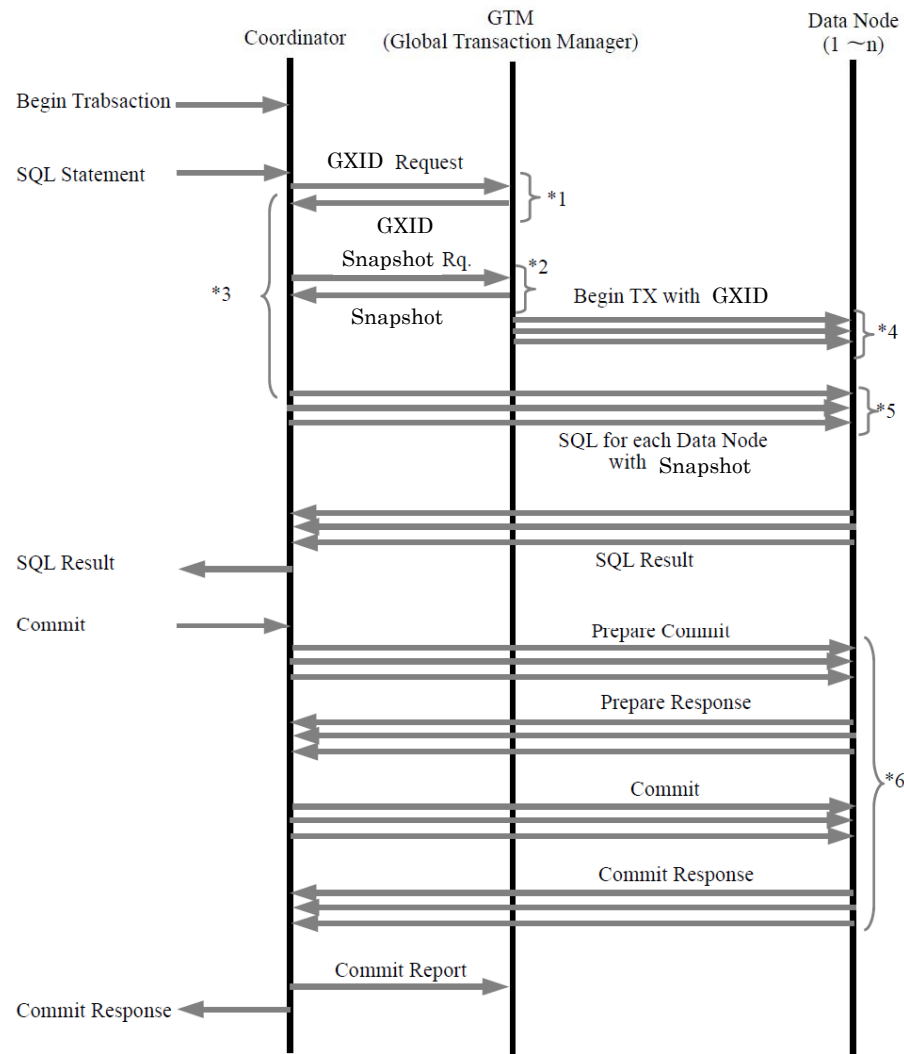 GTM
Coordinator
(Global Transaction Manager)
Data Node
(1 ~n)
Begin Trabsaction
SQL Statement
GXID Request
*1
GXID
Snapshot Rq.
*2
*3
Snapshot
Begin TX with GXID
*4
*5
SQL for each Data Node
with Snapshot
SQL Result
SQL Result
Commit
Prepare Commit
Prepare Response
*6
Commit
Commit Response
Commit Report
Commit Response